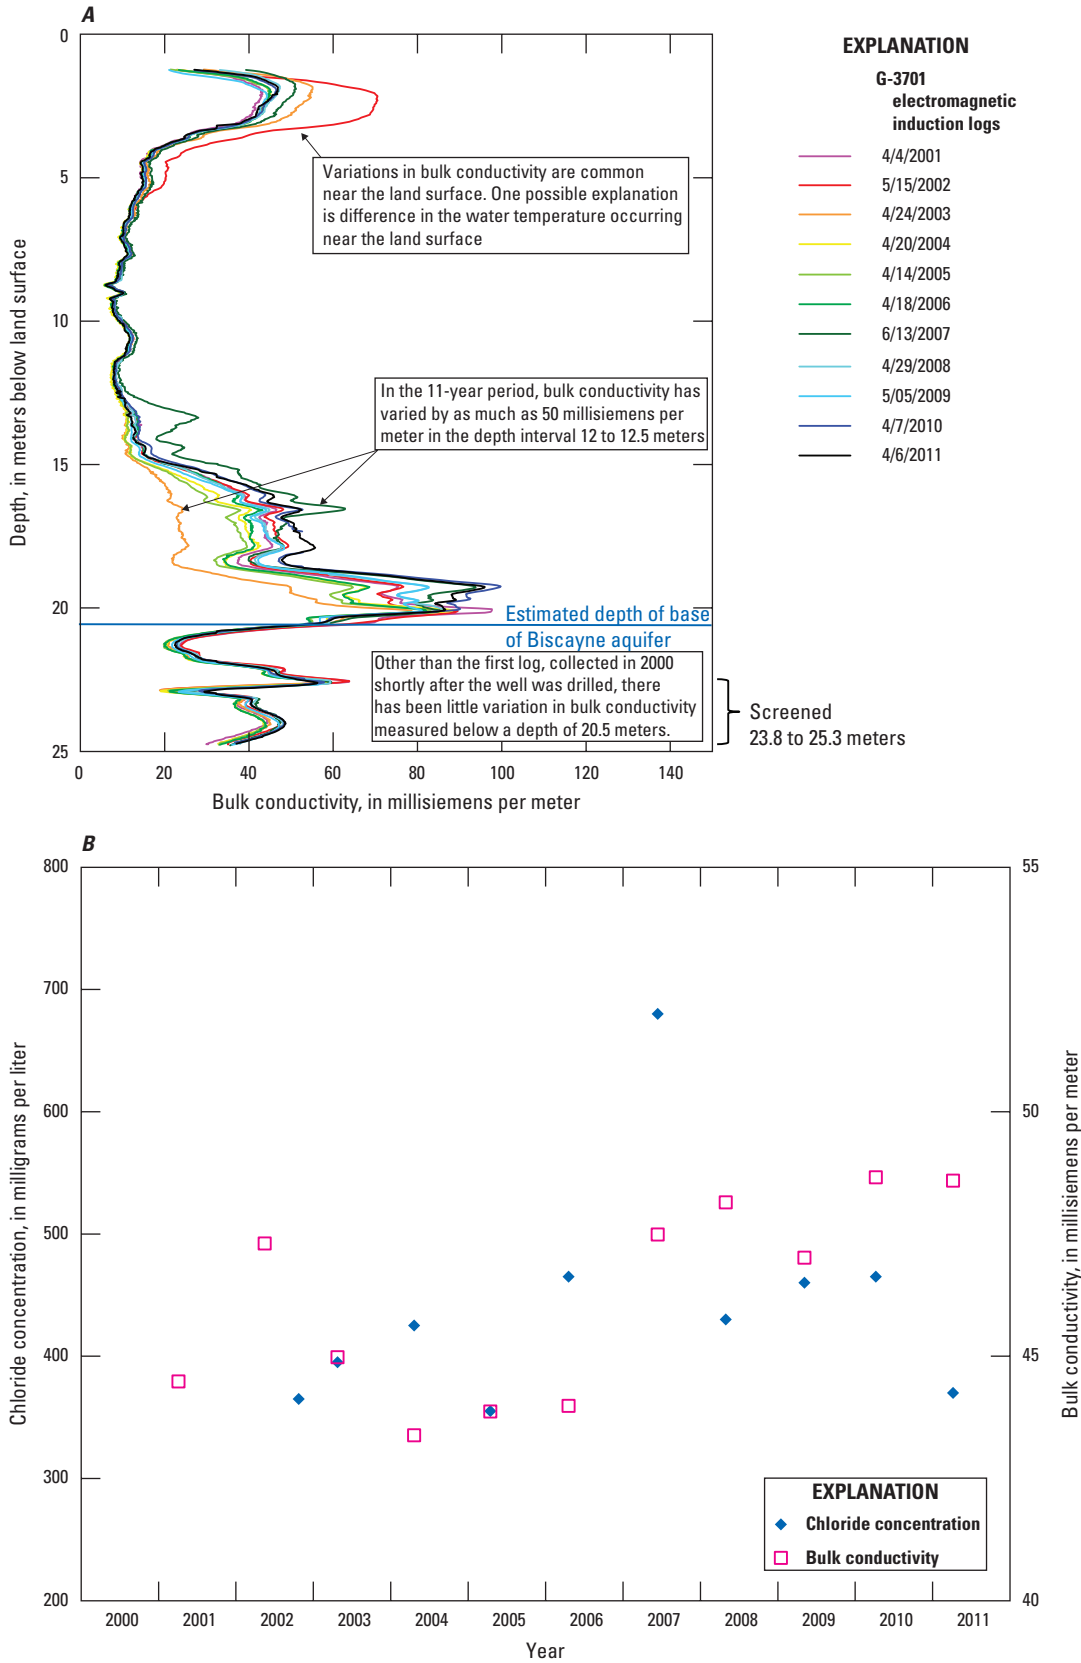 A
0
5
10
15
20
25
Depth, in meters below land surface
0 20 40 60 80 100 120 140
Bulk conductivity, in millisiemens per meter
Variations in bulk conductivity are common
near the land surface. One possible explanation
is difference in the water temperature occurring
near the land surface
In the 11-year period, bulk conductivity has
varied by as much as 50 millisiemens per
meter in the depth interval 12 to 12.5 meters
Estimated depth of base
of Biscayne aquifer
Other than the first log, collected in 2000
shortly after the well was drilled, there
has been little variation in bulk conductivity
measured below a depth of 20.5 meters.
Screened
23.8 to 25.3 meters
EXPLANATION
G-3701
electromagnetic
induction logs
4/4/2001
5/15/2002
4/24/2003
4/20/2004
4/14/2005
4/18/2006
6/13/2007
4/29/2008
5/05/2009
4/7/2010
4/6/2011
B
800
700
600
500
400
300
200
Chloride concentration, in milligrams per liter
55
50
45
40
Bulk conductivity, in millisiemens per meter
EXPLANATION
Chloride concentration
Bulk conductivity
2000 2001 2002 2003 2004 2005 2006 2007 2008 2009 2010 2011
Year